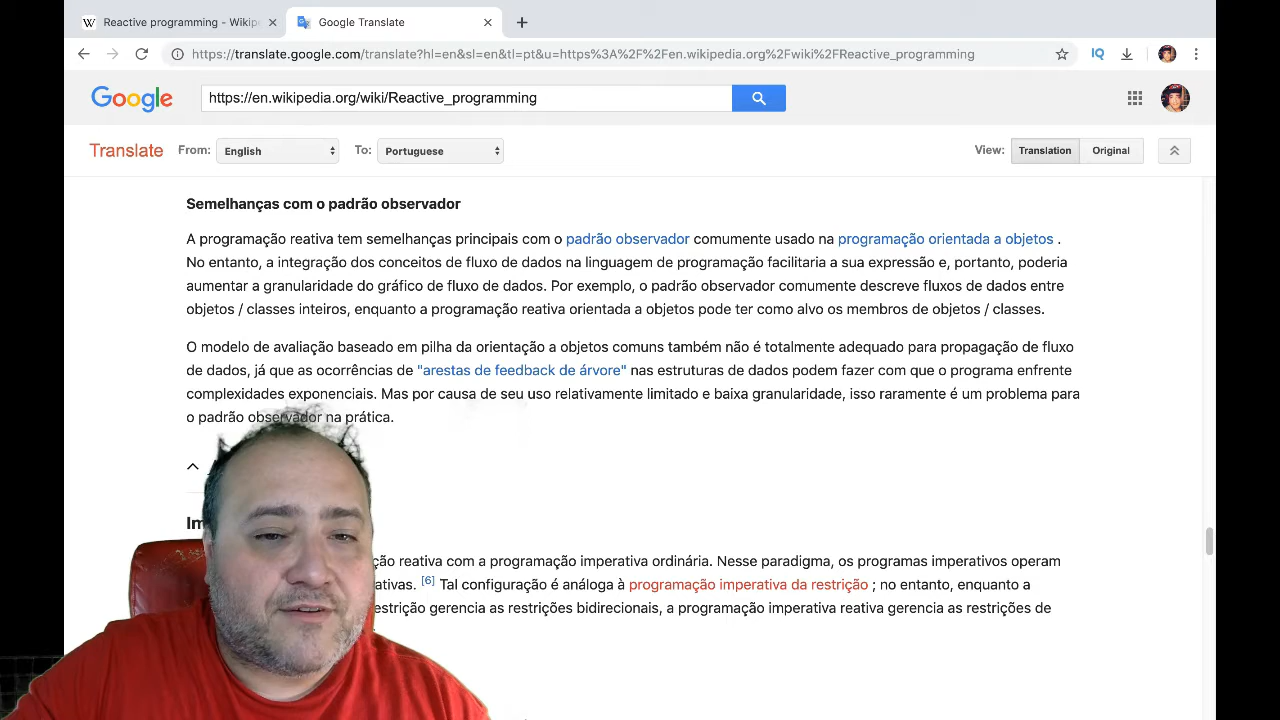 Reactive programming - Wikip
Google Translate
https://translate.google.com/translate?hl=en&sl=en&tl=pt&u=https%3A%2F%2Fen.wikipedia.org%2Fwiki%2FReactive_programming
IQ
Google
https://en.wikipedia.org/wiki/Reactive_programming
Translate From: English To: Portuguese View: Translation Original
Semelhanças com o padrão observador
A programação reativa tem semelhanças principais com o padrão observador comumente usado na programação orientada a objetos .
No entanto, a integração dos conceitos de fluxo de dados na linguagem de programação facilitaria a sua expressão e, portanto, poderia
aumentar a granularidade do gráfico de fluxo de dados. Por exemplo, o padrão observador comumente descreve fluxos de dados entre
objetos / classes inteiros, enquanto a programação reativa orientada a objetos pode ter como alvo os membros de objetos / classes.
O modelo de avaliação baseado em pilha da orientação a objetos comuns também não é totalmente adequado para propagação de fluxo
de dados, já que as ocorrências de "arestas de feedback de árvore" nas estruturas de dados podem fazer com que o programa enfrente
complexidades exponenciais. Mas por causa de seu uso relativamente limitado e baixa granularidade, isso raramente é um problema para
o padrão observador na prática.
Im
ção reativa com a programação imperativa ordinária. Nesse paradigma, os programas imperativos operam
ativas. [6] Tal configuração é análoga à programação imperativa da restrição ; no entanto, enquanto a
estrição gerencia as restrições bidirecionais, a programação imperativa reativa gerencia as restrições de